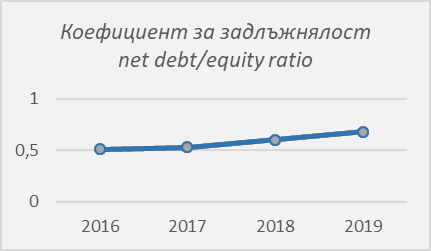 Коефициент за задлъжнялост
net debt/equity ratio
1
0,5
0
2016 2017 2018 2019